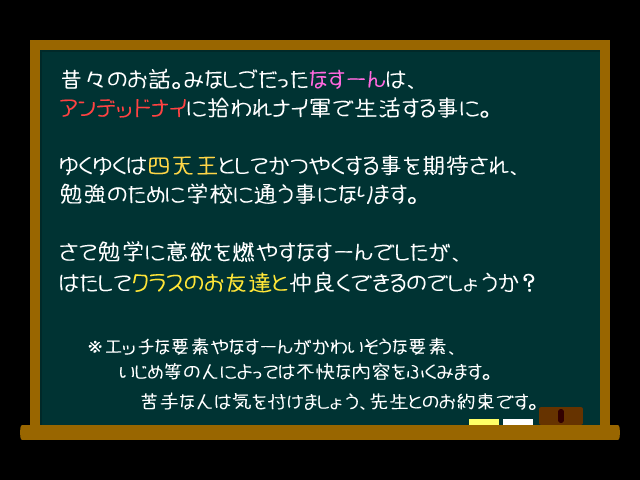 昔々のお話。みなしごだったなすーんは、
アンデッドナイに拾われナイ軍で生活する事に。
ゆくゆくは四天王としてかつやくする事を期待され、
勉強のために学校に通う事になります。
さて勉学に意欲を燃やすなすーんでしたが、
はたしてクラスのお友達と仲良くできるのでしょうか？
※エッチな要素やなすーんがかわいそうな要素、
いじめ等の人によっては不快な内容をふくみます。
苦手な人は気を付けましょう、先生とのお約束です。